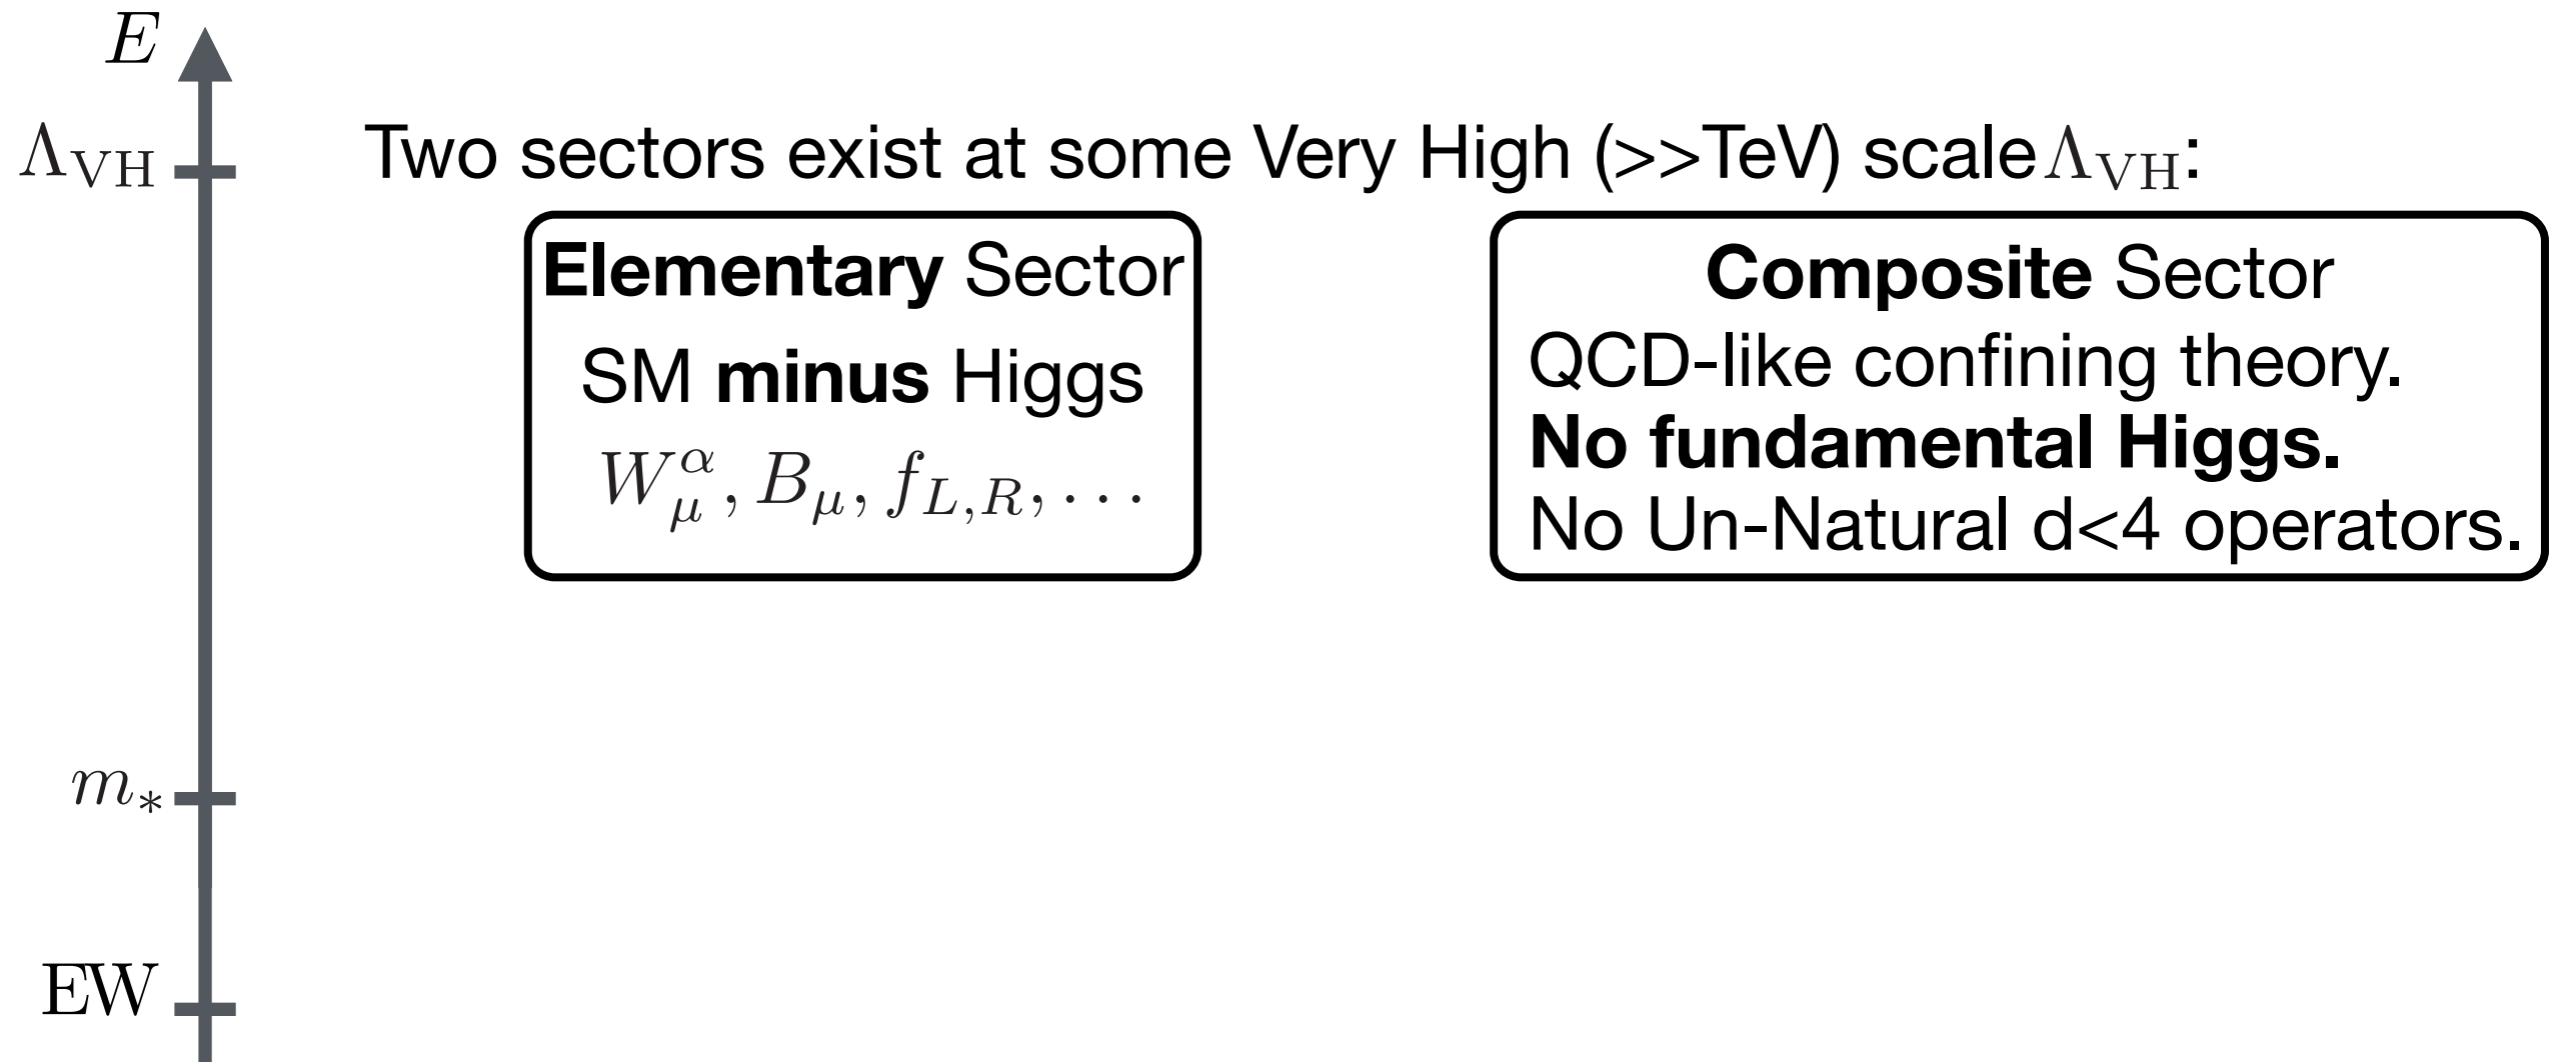 E
Λ_VH
Two sectors exist at some Very High (>>TeV) scale Λ_VH:
Elementary Sector
SM minus Higgs
W_μ^α, B_μ, f_{L,R}, . . .
Composite Sector
QCD-like confining theory.
No fundamental Higgs.
No Un-Natural d<4 operators.
m_*
EW